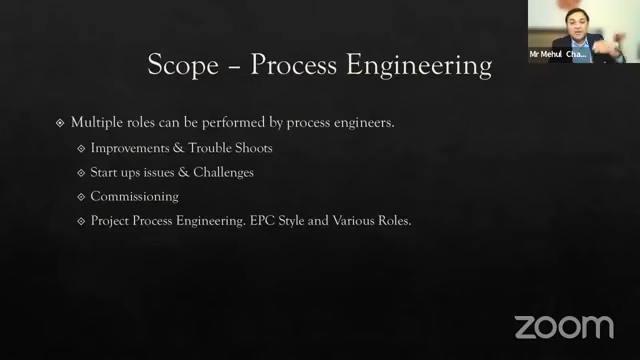 Mr Mehul Cha...
Scope – Process Engineering
Multiple roles can be performed by process engineers.
Improvements & Trouble Shoots
Start ups issues & Challenges
Commissioning
Project Process Engineering. EPC Style and Various Roles.
zoom